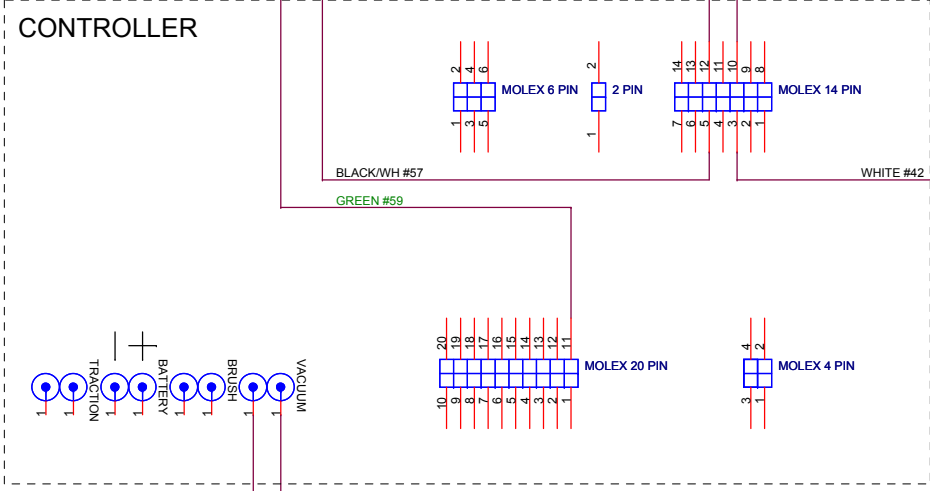 CONTROLLER
2 4 6
MOLEX 6 PIN
1 3 5
2
2 PIN
1
14 13 12 11 10 9 8
MOLEX 14 PIN
7 6 5 4 3 2 1
BLACK/WH #57
WHITE #42
GREEN #59
20 19 18 17 16 15 14 13 12 11
MOLEX 20 PIN
10 9 8 7 6 5 4 3 2 1
4 2
MOLEX 4 PIN
3 1
TRACTION
BATTERY
BRUSH
VACUUM
1 1 1 1 1 1 1 1